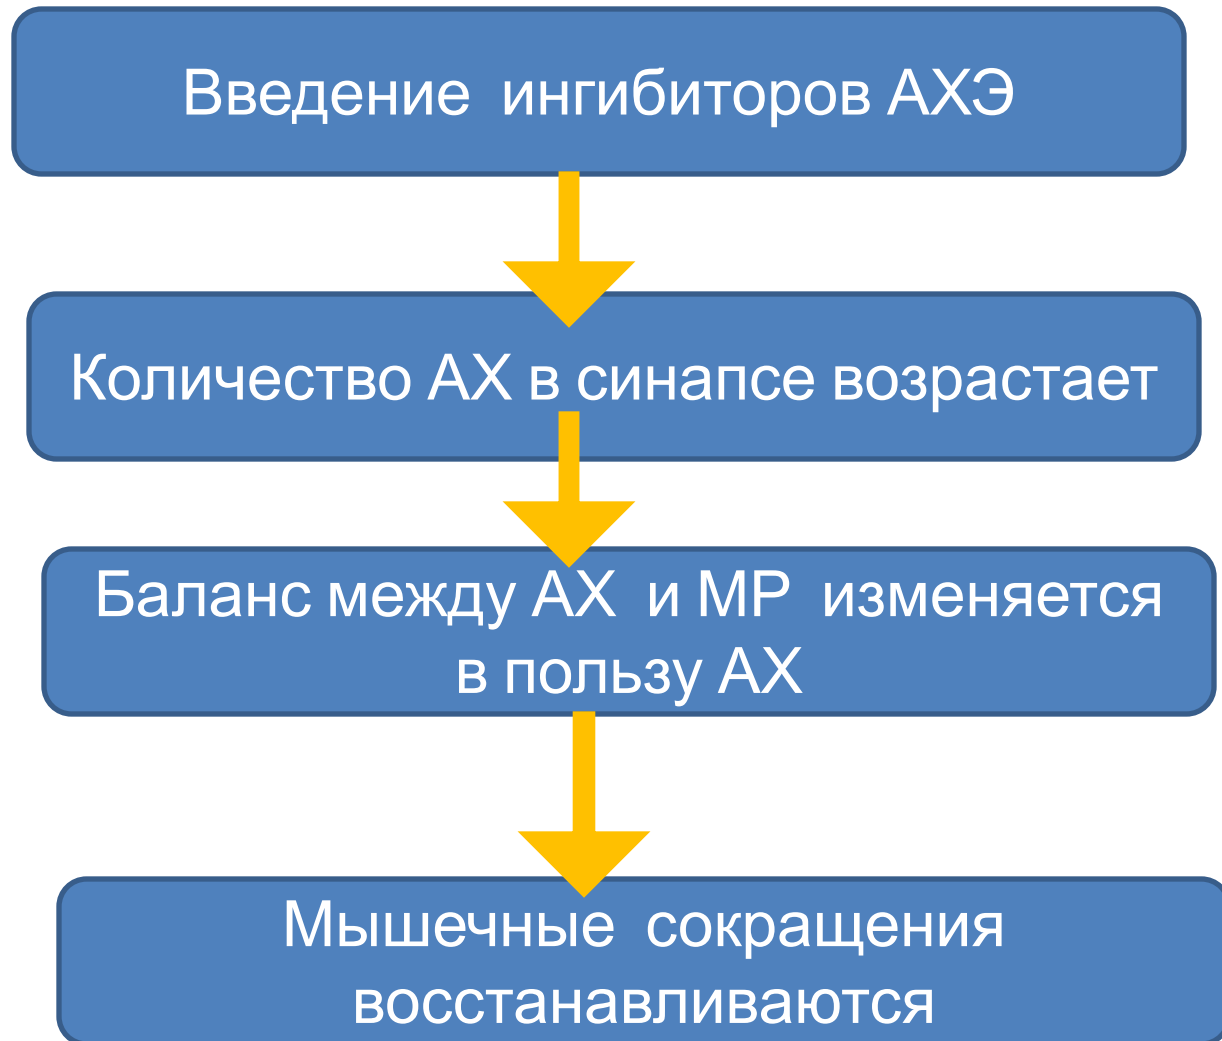 Введение ингибиторов АХЭ
Количество АХ в синапсе возрастает
Баланс между АХ и МР изменяется
в пользу АХ
Мышечные сокращения
восстанавливаются